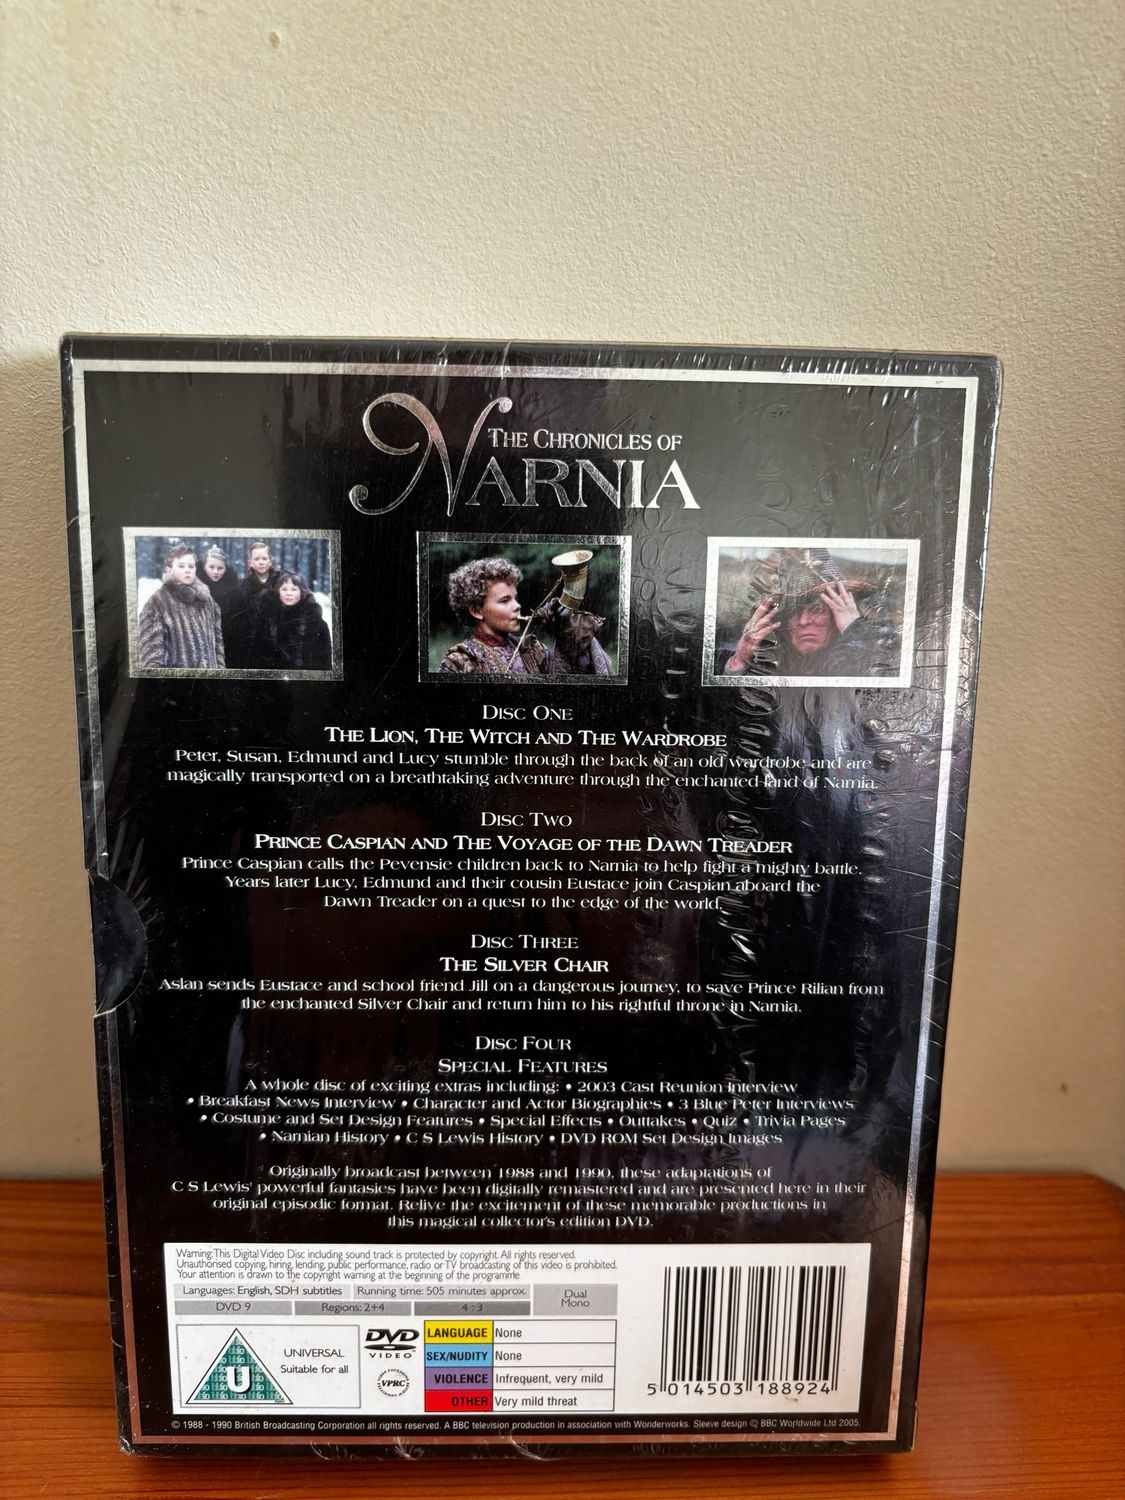 THE CHRONICLES OF
NARNIA
DISC ONE
THE LION, THE WITCH AND THE WARDROBE
Peter, Susan, Edmund and Lucy stumble through the back of an old wardrobe and are
magically transported on a breathtaking adventure through the enchanted land of Narnia.
DISC TWO
PRINCE CASPIAN AND THE VOYAGE OF THE DAWN TREADER
Prince Caspian calls the Pevensie children back to Narnia to help fight a mighty battle.
Years later Lucy, Edmund and their cousin Eustace join Caspian aboard the
Dawn Treader on a quest to the edge of the world.
DISC THREE
THE SILVER CHAIR
Aslan sends Eustace and school friend Jill on a dangerous journey, to save Prince Rilian from
the enchanted Silver Chair and return him to his rightful throne in Narnia.
DISC FOUR
SPECIAL FEATURES
A whole disc of exciting extras including: • 2003 Cast Reunion Interview
• Breakfast News Interview • Character and Actor Biographies • 3 Blue Peter Interviews
• Costume and Set Design Features • Special Effects • Outtakes • Quiz • Trivia Pages
• Narnian History • C S Lewis History • DVD ROM Set Design Images
Originally broadcast between 1988 and 1990, these adaptations of
C S Lewis' powerful fantasies have been digitally remastered and are presented here in their
original episodic format. Relive the excitement of these memorable productions in
this magical collector's edition DVD.
Warning: This Digital Video Disc including sound track is protected by copyright. All rights reserved.
Unauthorised copying, hiring, lending, public performance, radio or TV broadcasting of this video is prohibited.
Your attention is drawn to the copyright warning at the beginning of the programme
Languages: English, SDH subtitles Running time: 505 minutes approx. Dual Mono
DVD 9 Regions: 2+4 4:3
U UNIVERSAL
Suitable for all
DVD VIDEO
VPRC
LANGUAGE None
SEX/NUDITY None
VIOLENCE Infrequent, very mild
OTHER Very mild threat
5 014503 188924
© 1988 - 1990 British Broadcasting Corporation all rights reserved. A BBC television production in association with Wonderworks. Sleeve design © BBC Worldwide Ltd 2005.